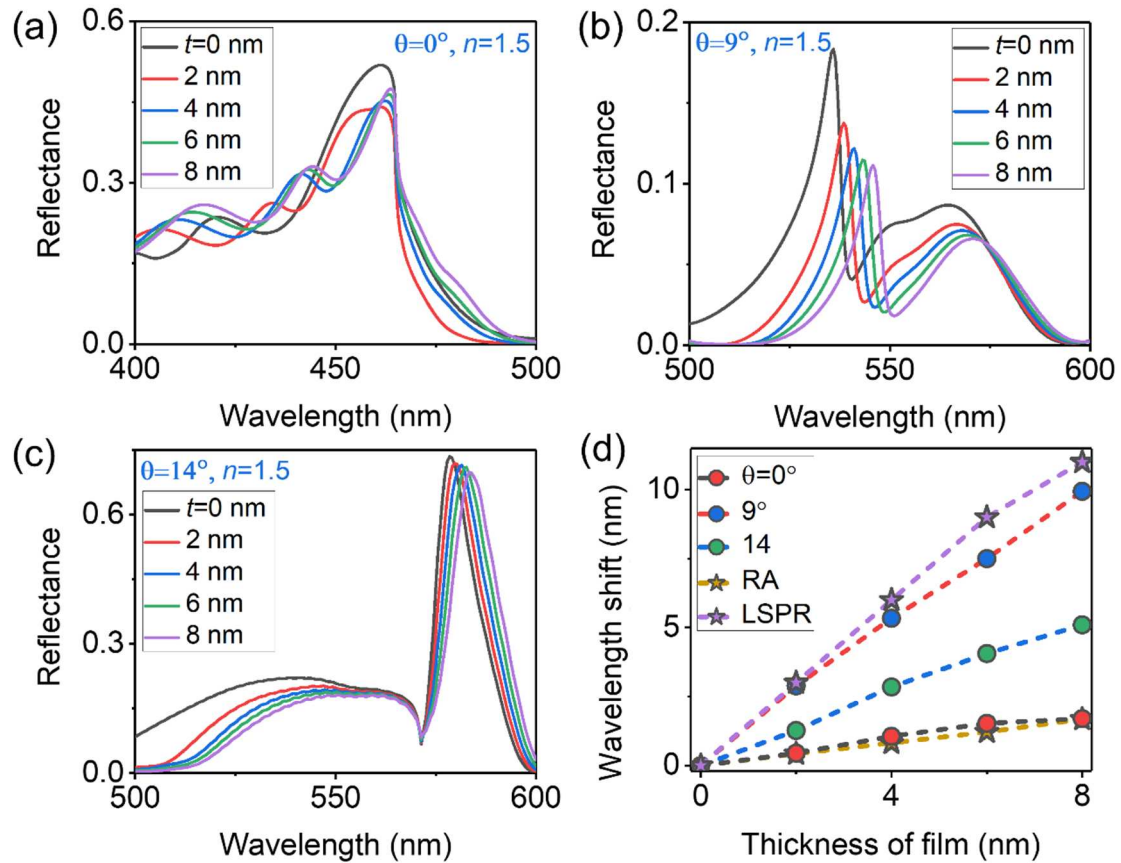 (a)
0.6
0.3
0.0
Reflectance
t=0 nm
2 nm
4 nm
6 nm
8 nm
θ=0°, n=1.5
400
450
500
Wavelength (nm)
(b)
0.2
0.1
0.0
Reflectance
θ=9°, n=1.5
t=0 nm
2 nm
4 nm
6 nm
8 nm
500
550
600
Wavelength (nm)
(c)
0.6
0.3
0.0
Reflectance
θ=14°, n=1.5
t=0 nm
2 nm
4 nm
6 nm
8 nm
500
550
600
Wavelength (nm)
(d)
10
5
0
Wavelength shift (nm)
θ=0°
9°
14
RA
LSPR
0
4
8
Thickness of film (nm)